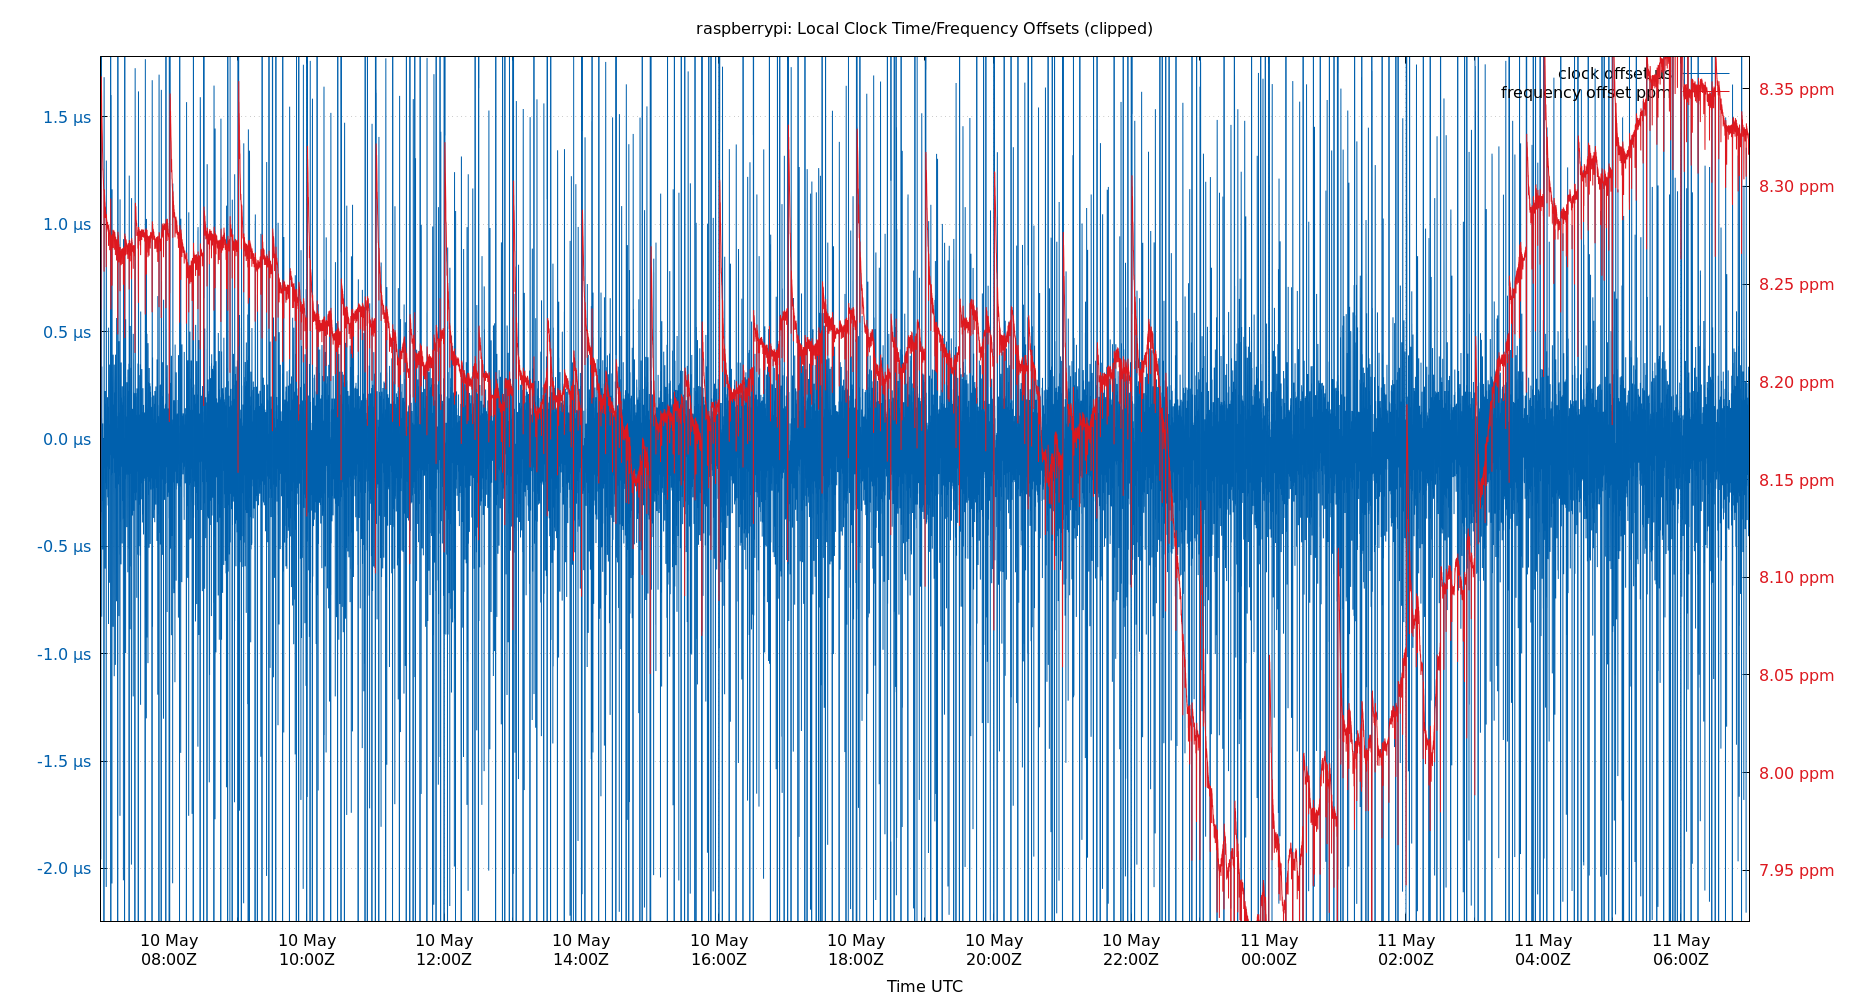 raspberrypi: Local Clock Time/Frequency Offsets (clipped)
clock offset µs
frequency offset ppm
1.5 µs
1.0 µs
0.5 µs
0.0 µs
-0.5 µs
-1.0 µs
-1.5 µs
-2.0 µs
8.35 ppm
8.30 ppm
8.25 ppm
8.20 ppm
8.15 ppm
8.10 ppm
8.05 ppm
8.00 ppm
7.95 ppm
10 May 10 May 10 May 10 May 10 May 10 May 10 May 10 May 11 May 11 May 11 May 11 May
08:00Z 10:00Z 12:00Z 14:00Z 16:00Z 18:00Z 20:00Z 22:00Z 00:00Z 02:00Z 04:00Z 06:00Z
Time UTC